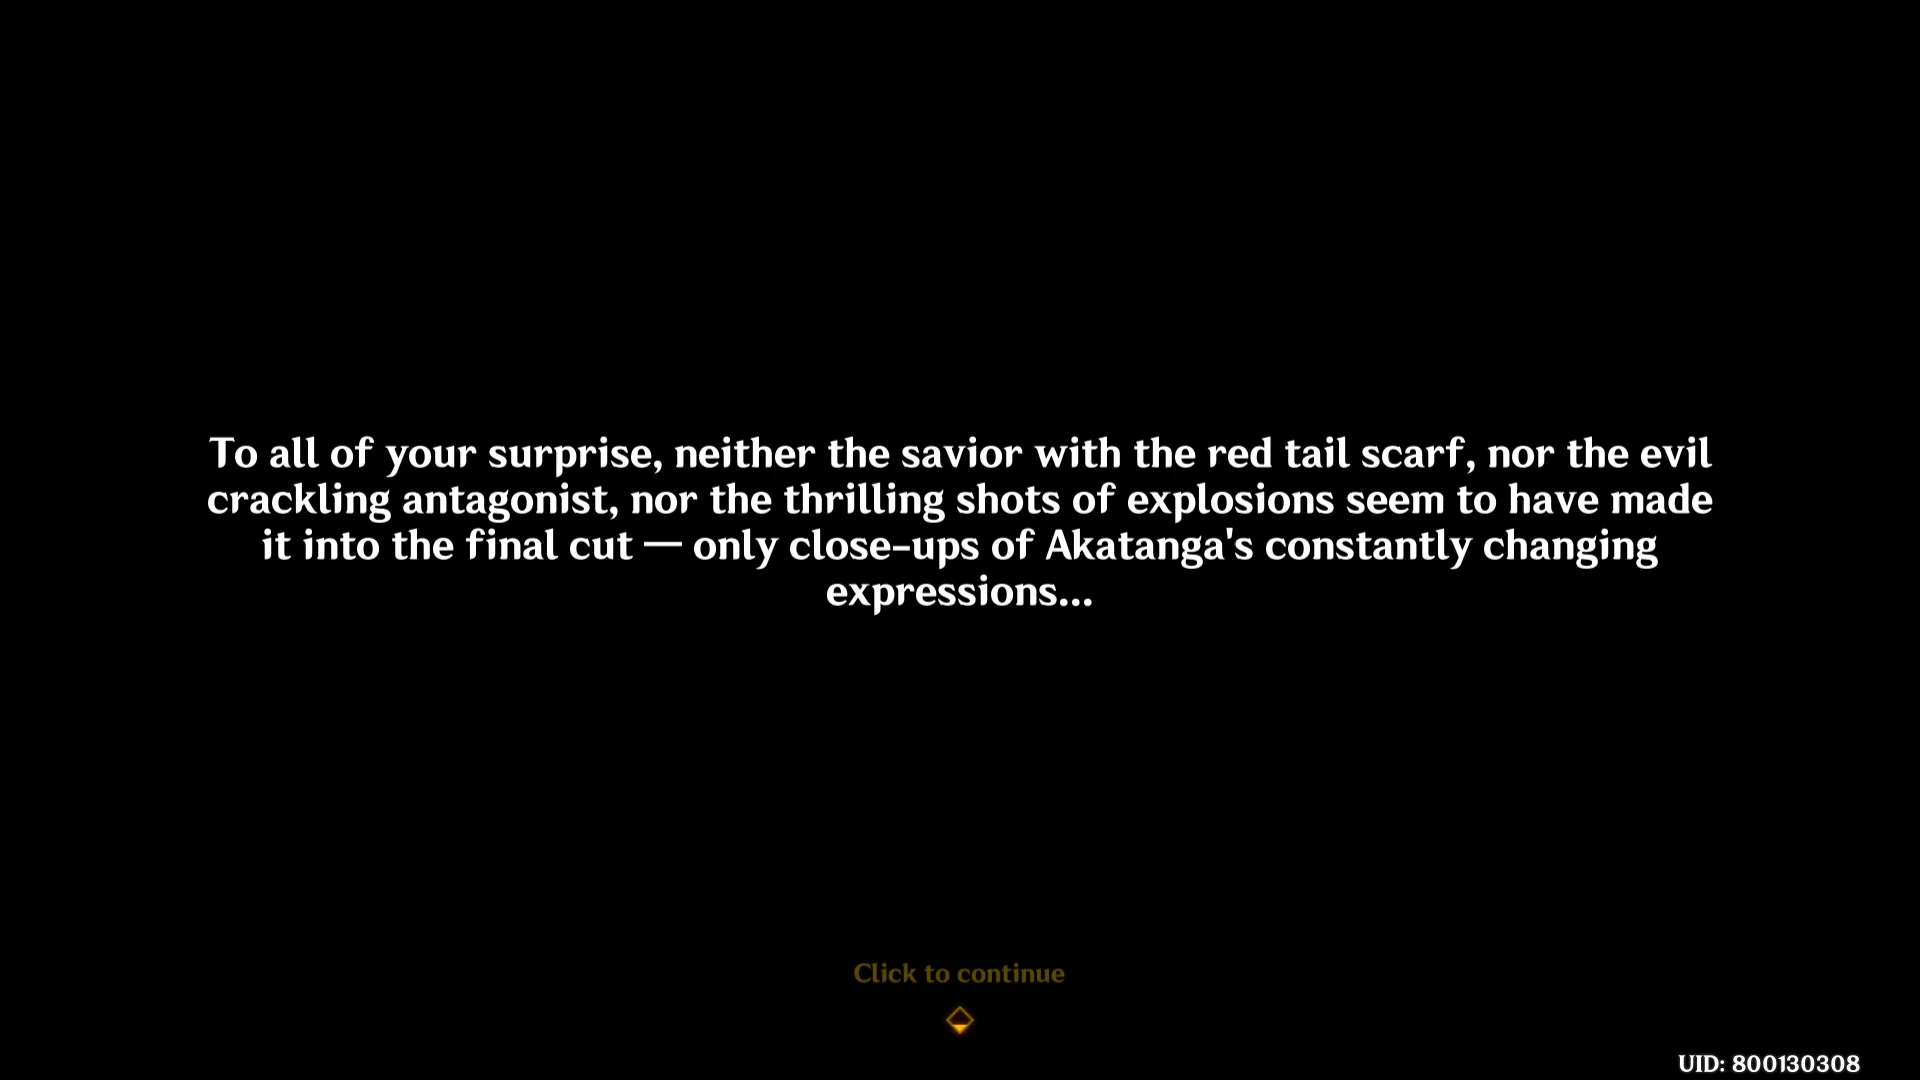 To all of your surprise, neither the savior with the red tail scarf, nor the evil
crackling antagonist, nor the thrilling shots of explosions seem to have made
it into the final cut — only close-ups of Akatanga's constantly changing
expressions...
Click to continue
UID: 800130308